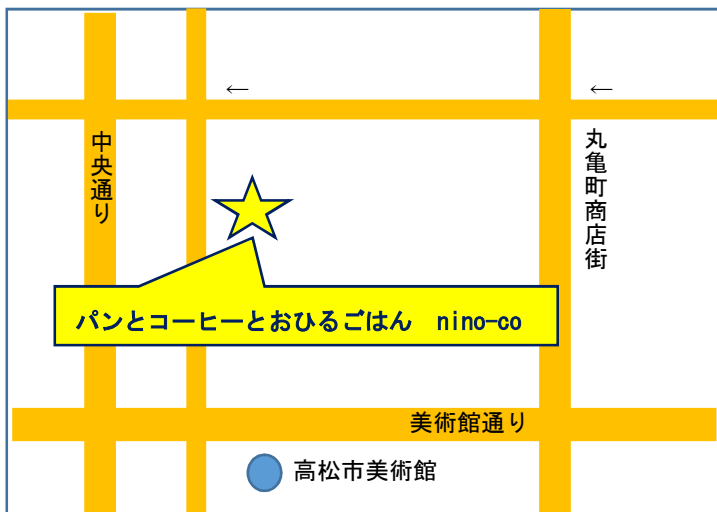 ←
←
中央通り
丸亀町商店街
パンとコーヒーとおひるごはん　nino-co
美術館通り
高松市美術館